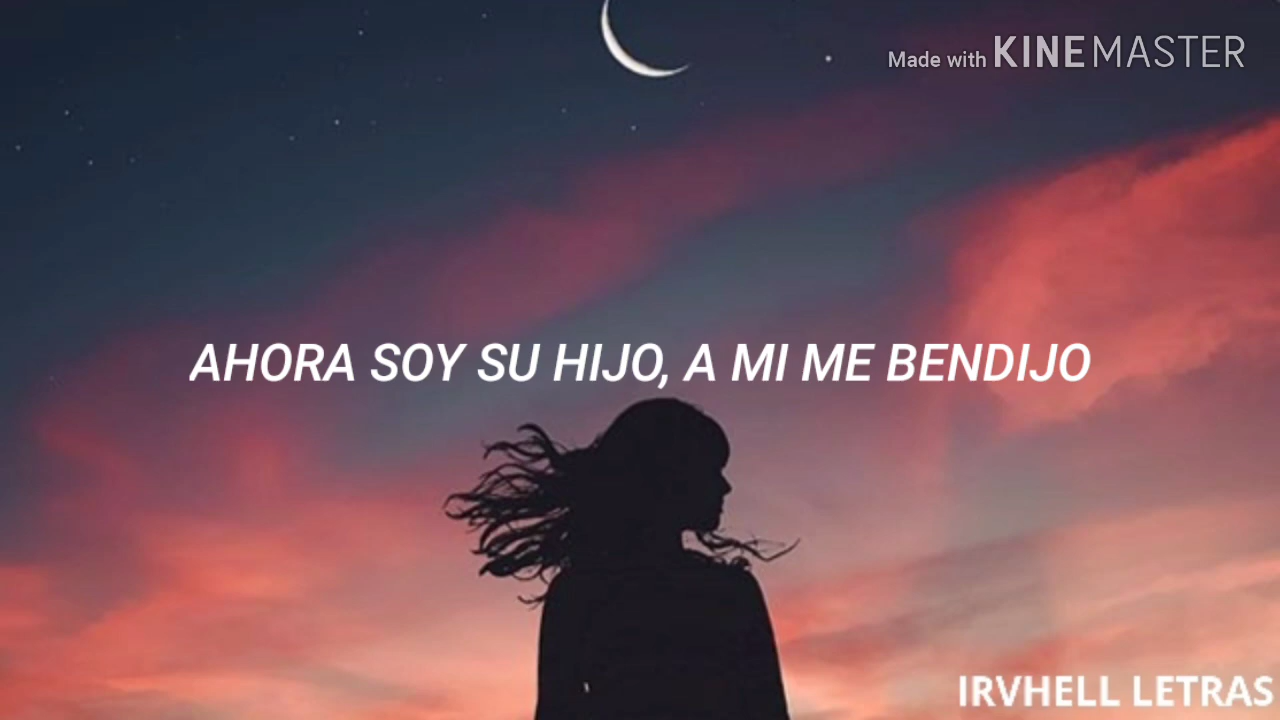 Made with KINEMASTER
AHORA SOY SU HIJO, A MI ME BENDIJO
IRVHELL LETRAS